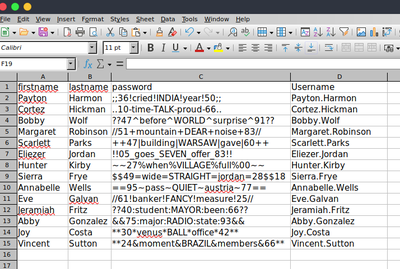 File Edit View Insert Format Styles Sheet Data Tools Window Help
Calibri 11 pt
F19
A B C D
1 firstname lastname password Username
2 Payton Harmon ;;36!cried!INDIA!year!50;; Payton.Harmon
3 Cortez Hickman ..10-time-TALK-proud-64.. Cortez.Hickman
4 Bobby Wolf ??47^before^WORLD^surprise^91?? Bobby.Wolf
5 Margaret Robinson //51+mountain+DEAR+noise+83// Margaret.Robinson
6 Scarlett Parks ++47|building|WARSAW|gave|60++ Scarlett.Parks
7 Eliezer Jordan !!05_goes_SEVEN_offer_83!! Eliezer.Jordan
8 Hunter Kirby ~~27%when%VILLAGE%full%00~~ Hunter.Kirby
9 Sierra Frye $$49=wide=STRAIGHT=jordan=28$$18 Sierra.Frye
10 Annabelle Wells ==95~pass~QUIET~austria~77== Annabelle.Wells
11 Eve Galvan //61!banker!FANCY!measure!25// Eve.Galvan
12 Jeramiah Fritz ??40:student:MAYOR:been:66?? Jeramiah.Fritz
13 Abby Gonzalez &&75:major:RADIO:state:93&& Abby.Gonzalez
14 Joy Costa **30*venus*BALL*office*42** Joy.Costa
15 Vincent Sutton **24&moment&BRAZIL&members&66** Vincent.Sutton
16
17